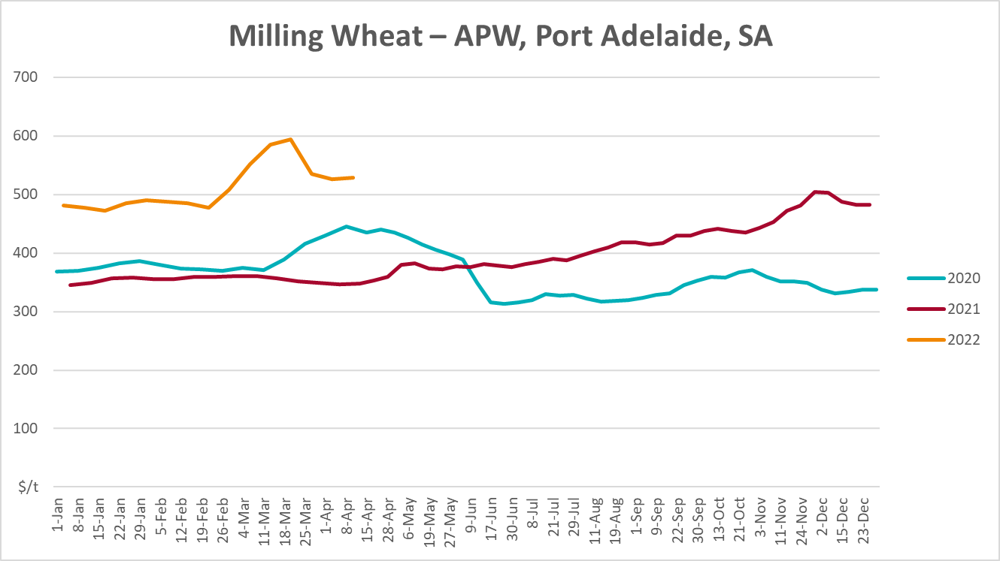 Milling Wheat – APW, Port Adelaide, SA
700
600
500
400
300
200
100
$/t
1-Jan
8-Jan
15-Jan
22-Jan
29-Jan
5-Feb
12-Feb
19-Feb
26-Feb
4-Mar
11-Mar
18-Mar
25-Mar
1-Apr
8-Apr
15-Apr
28-Apr
6-May
19-May
27-May
9-Jun
17-Jun
30-Jun
8-Jul
21-Jul
29-Jul
11-Aug
19-Aug
1-Sep
9-Sep
22-Sep
30-Sep
13-Oct
21-Oct
3-Nov
11-Nov
24-Nov
2-Dec
15-Dec
23-Dec
2020
2021
2022